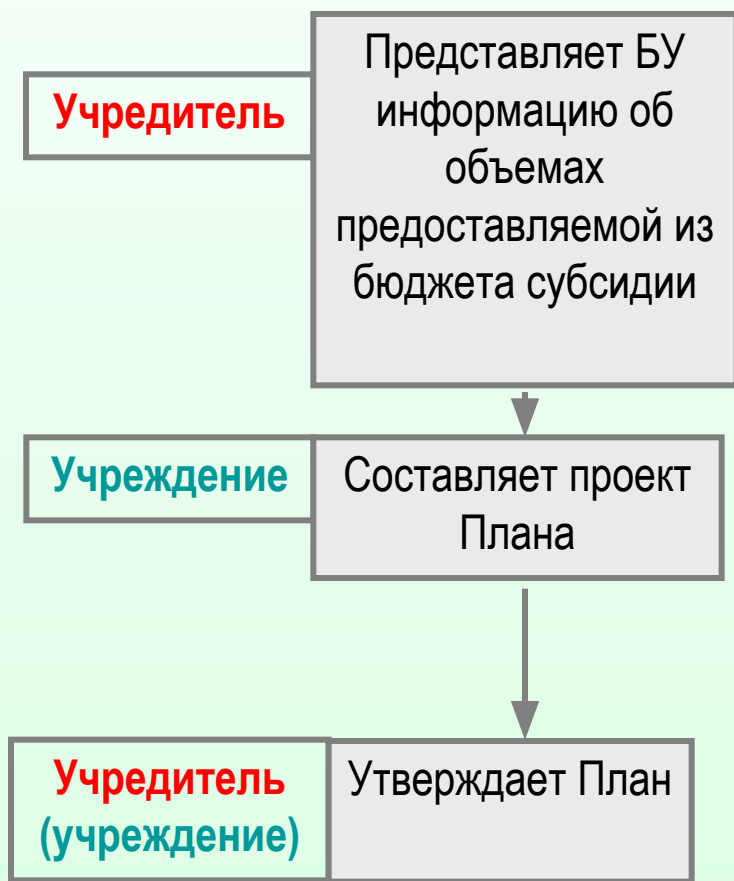 Учредитель
Представляет БУ
информацию об
объемах
предоставляемой из
бюджета субсидии
Учреждение
Составляет проект
Плана
Учредитель
(учреждение)
Утверждает План